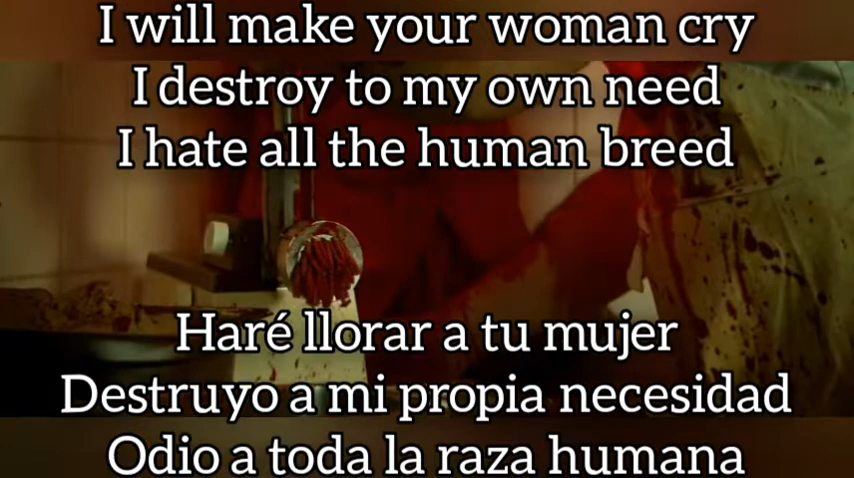 I will make your woman cry
I destroy to my own need
I hate all the human breed
Haré llorar a tu mujer
Destruyo a mi propia necesidad
Odio a toda la raza humana